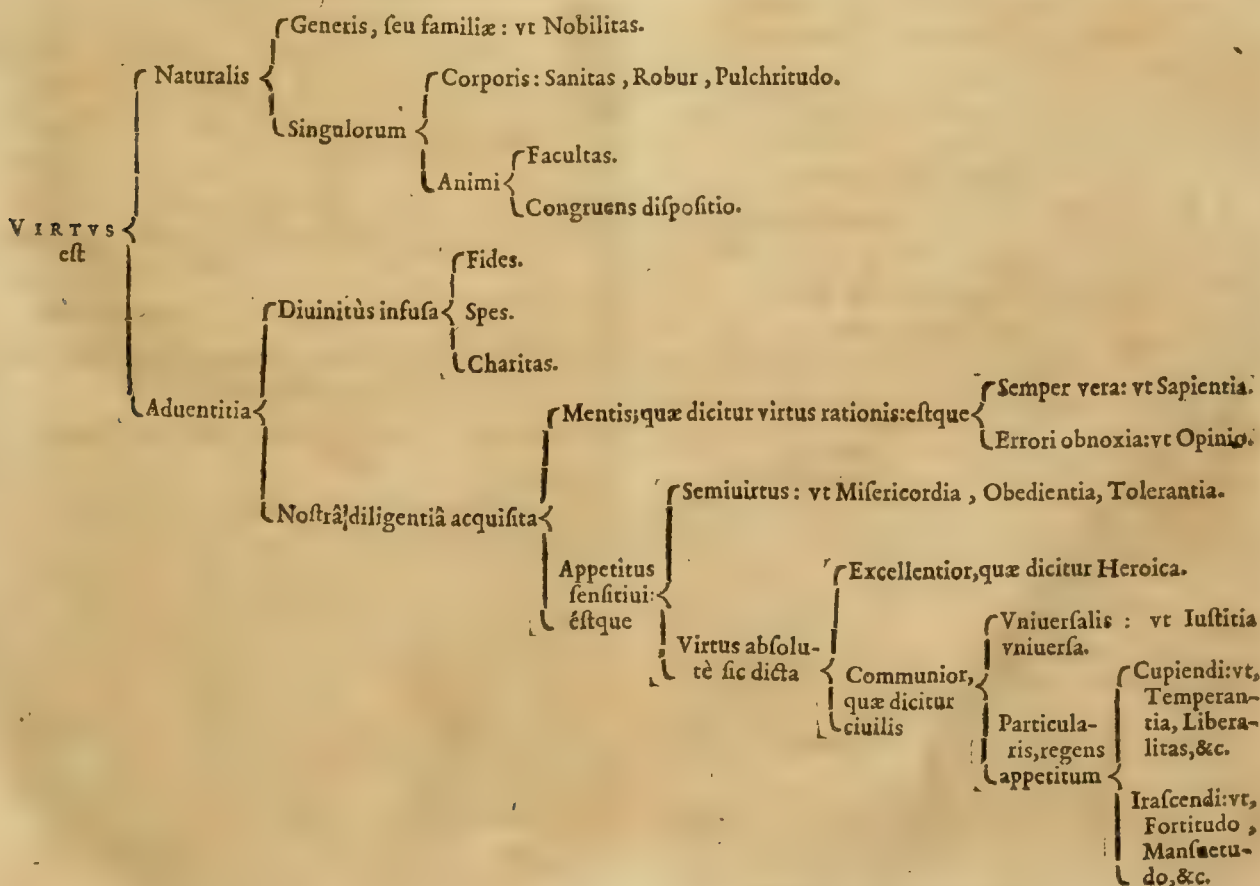 Generis, ſeu familiæ : vt Nobilitas.
Naturalis
Corporis : Sanitas , Robur , Pulchritudo.
Singulorum
Facultas.
Animi
Congruens diſpoſitio.
VIRTVS
eſt
Fides.
Diuinitùs infuſa
Spes.
Charitas.
Aduentitia
Semper vera: vt Sapientia.
Mentis; quæ dicitur virtus rationis: eſtque
Errori obnoxia: vt Opinio.
Semiuirtus : vt Miſericordia , Obedientia, Tolerantia.
Noſtrâ diligentiâ acquiſita
Appetitus
ſenſitiui:
éſtque
Excellentior, quæ dicitur Heroica.
Virtus abſolu-
tè ſic dicta
Vniuerſalis : vt Iuſtitia
vniuerſa.
Communior,
quæ dicitur
ciuilis
Particula-
ris, regens
appetitum
Cupiendi: vt,
Temperan-
tia, Libera-
litas, &c.
Iraſcendi: vt,
Fortitudo ,
Manſuetu-
do, &c.